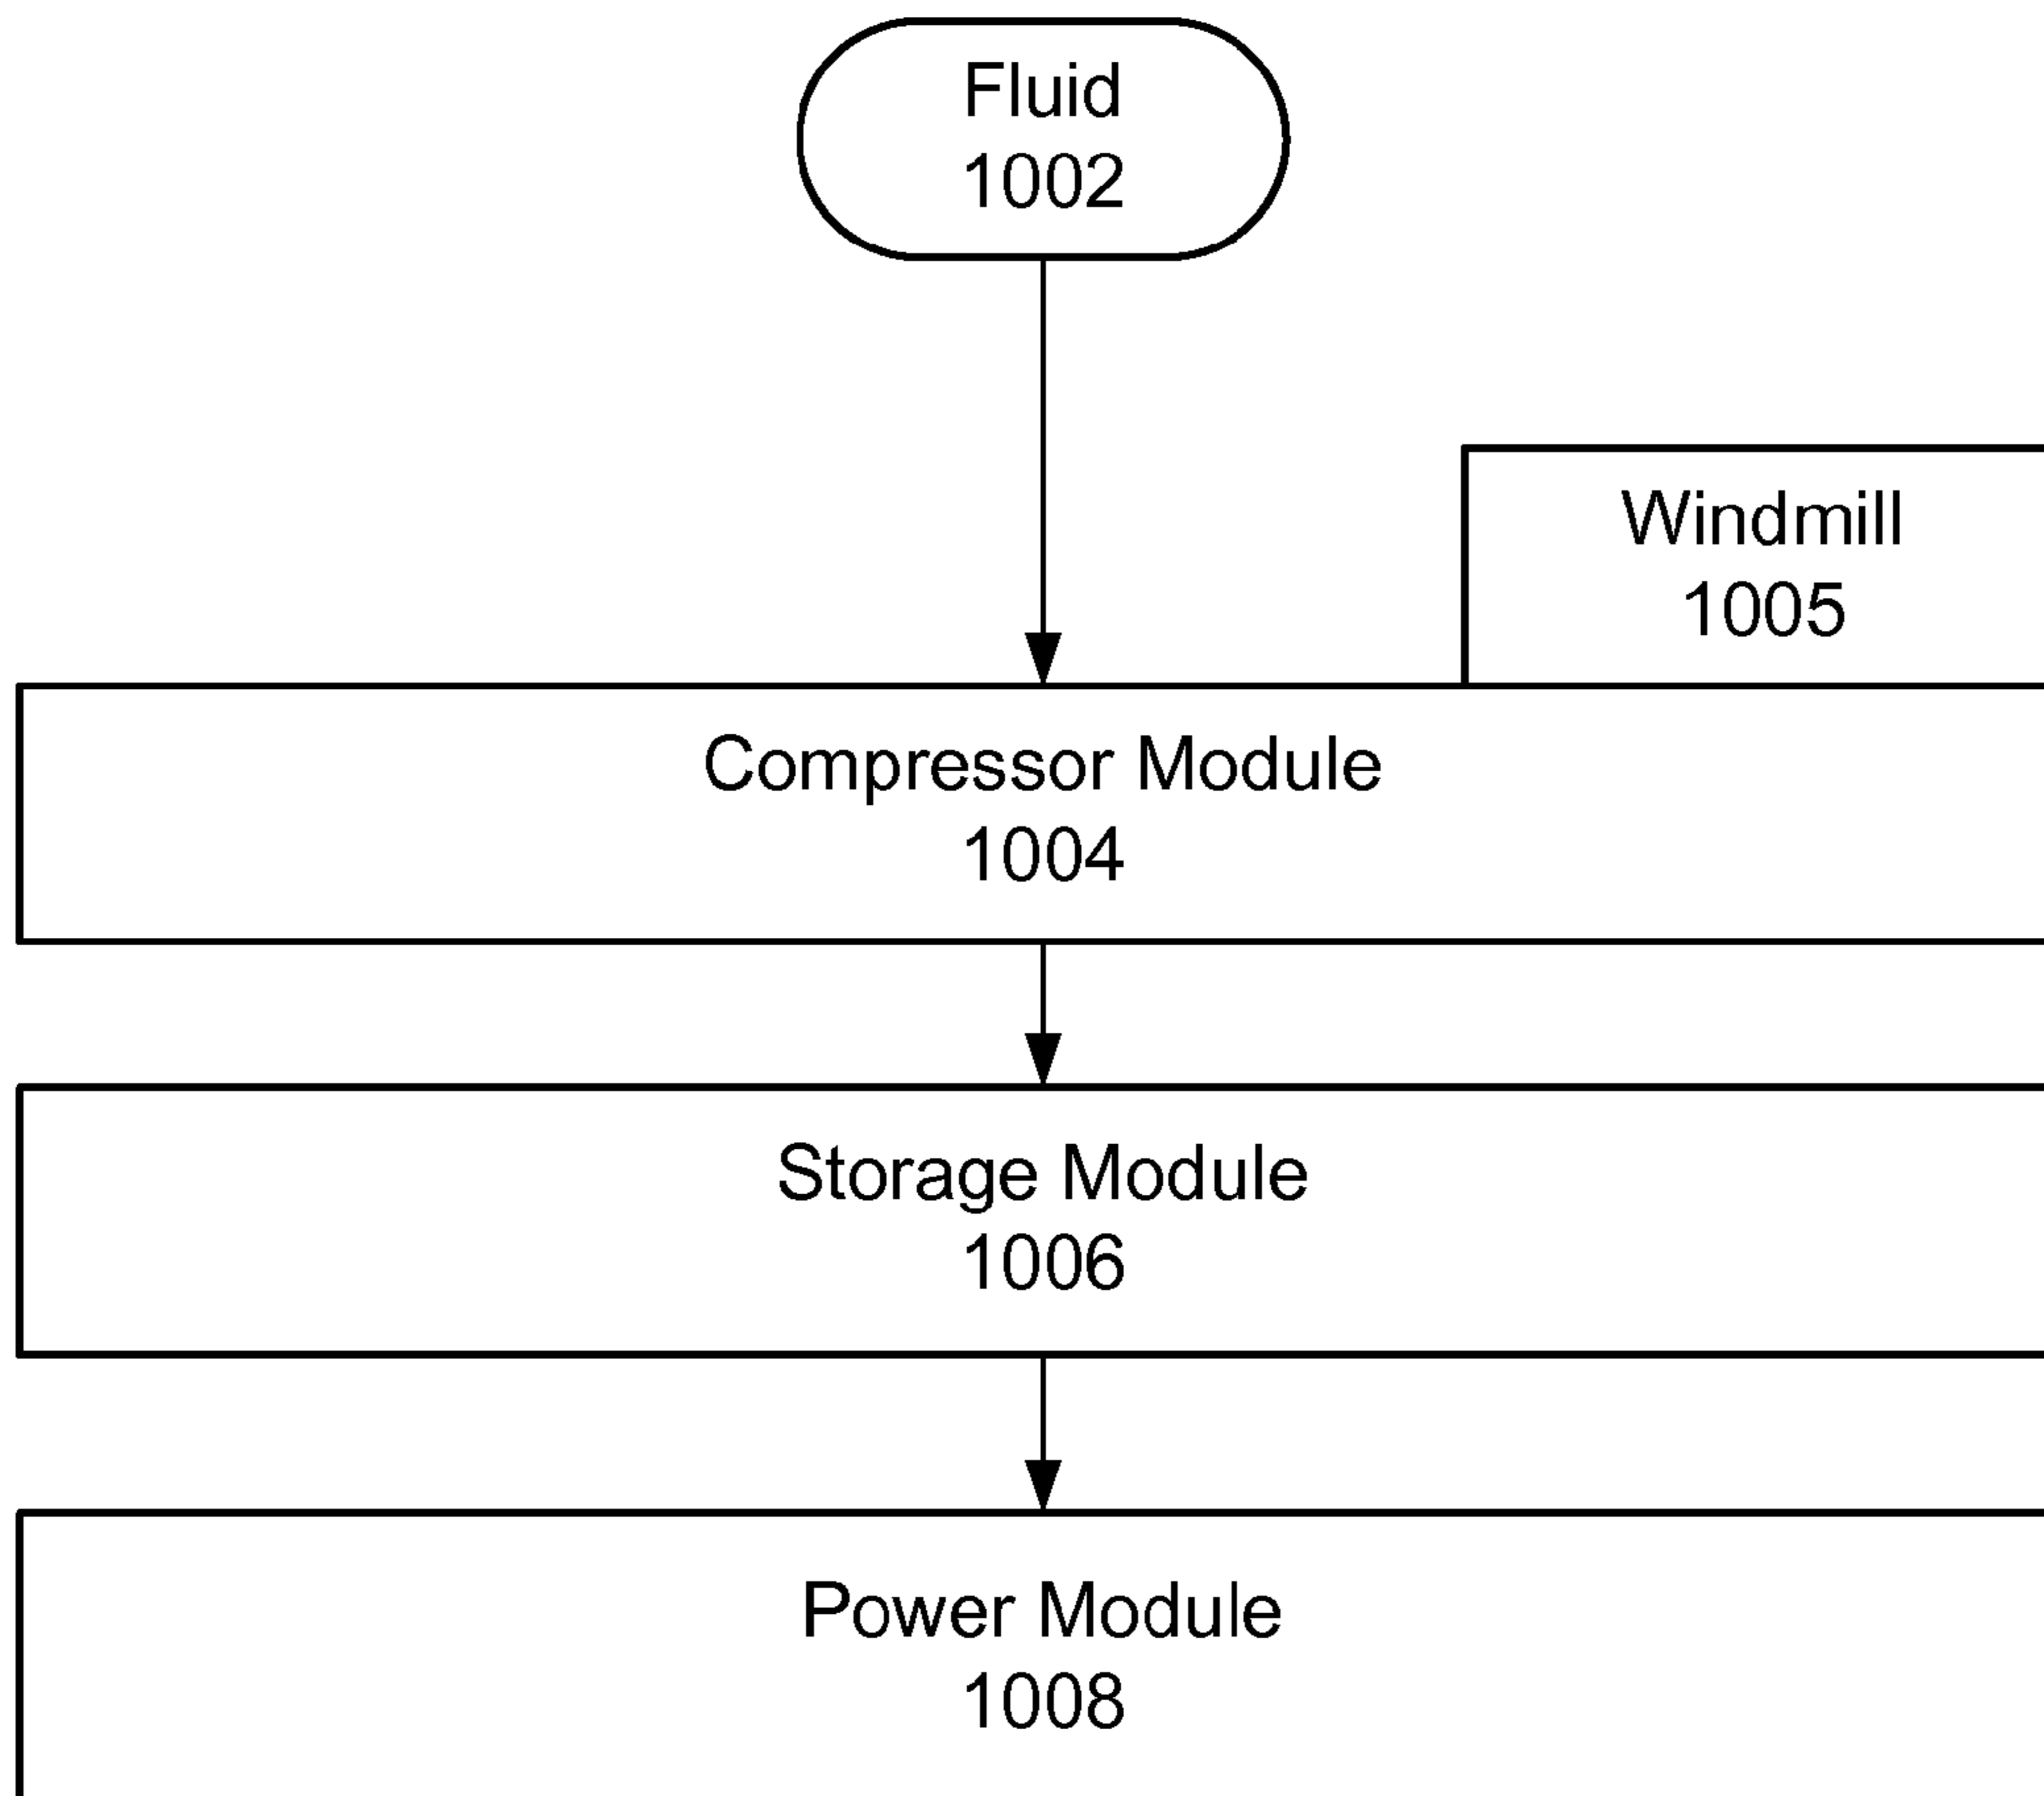 Fluid
1002
Windmill
1005
Compressor Module
1004
Storage Module
1006
Power Module
1008